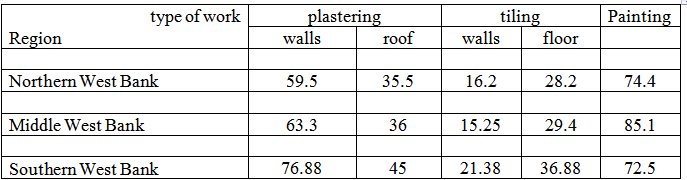 type of work plastering tiling Painting
Region walls roof walls floor
Northern West Bank 59.5 35.5 16.2 28.2 74.4
Middle West Bank 63.3 36 15.25 29.4 85.1
Southern West Bank 76.88 45 21.38 36.88 72.5